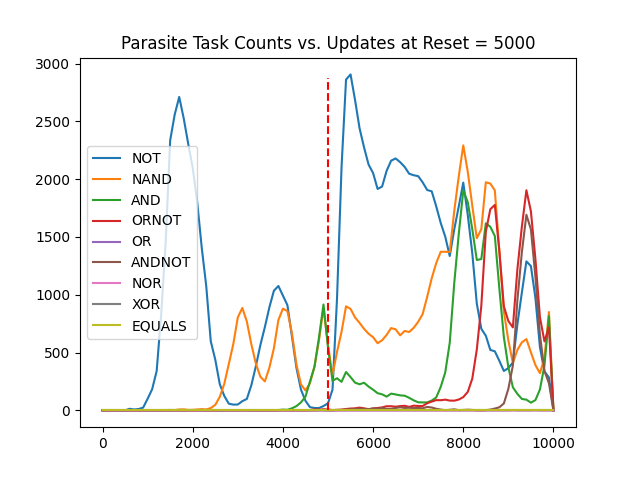 Parasite Task Counts vs. Updates at Reset = 5000
3000
2500
2000
1500
1000
500
0
NOT
NAND
AND
ORNOT
OR
ANDNOT
NOR
XOR
EQUALS
0 2000 4000 6000 8000 10000